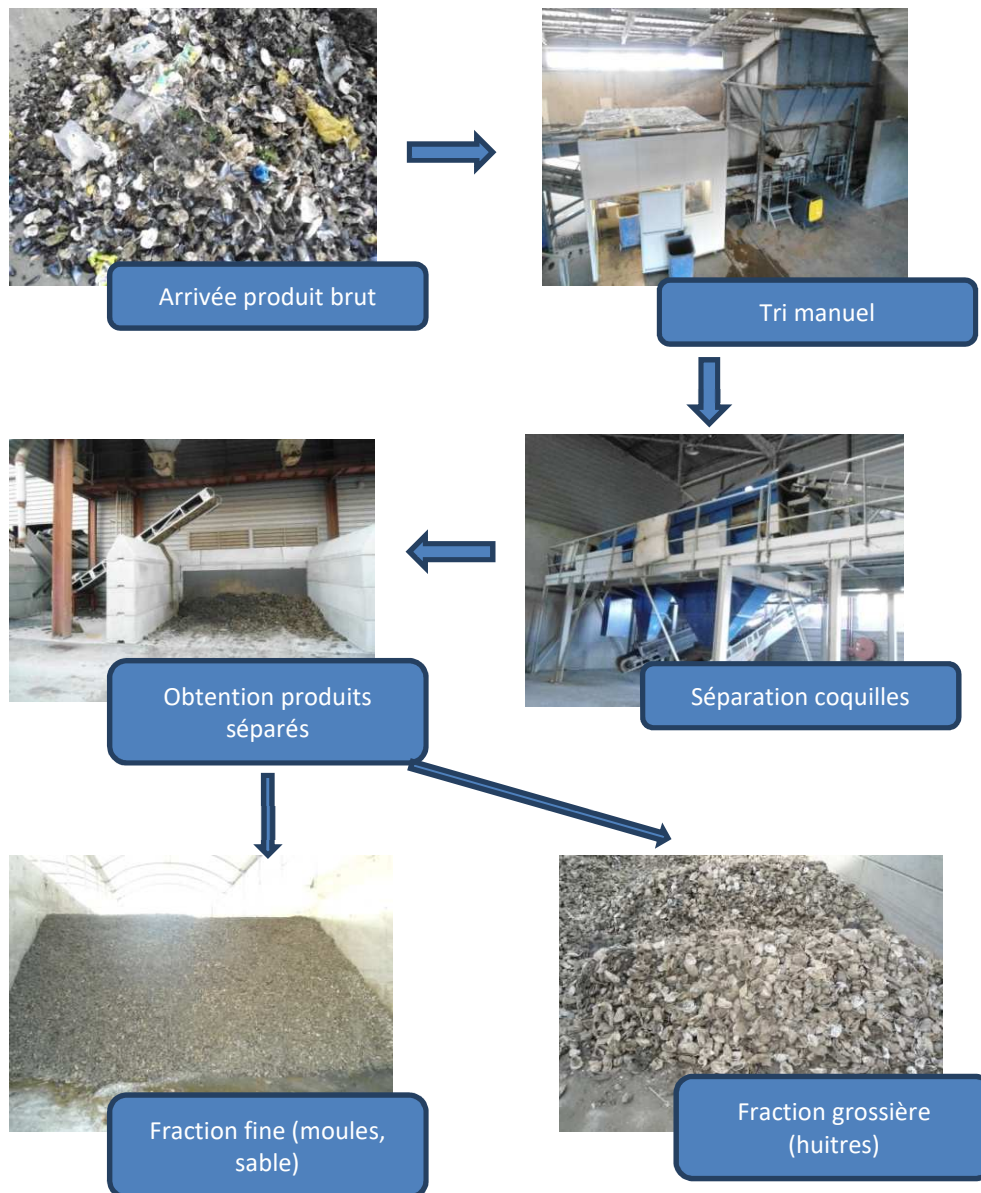 Arrivée produit brut
Tri manuel
Séparation coquilles
Obtention produits
séparés
Fraction fine (moules,
sable)
Fraction grossière
(huitres)